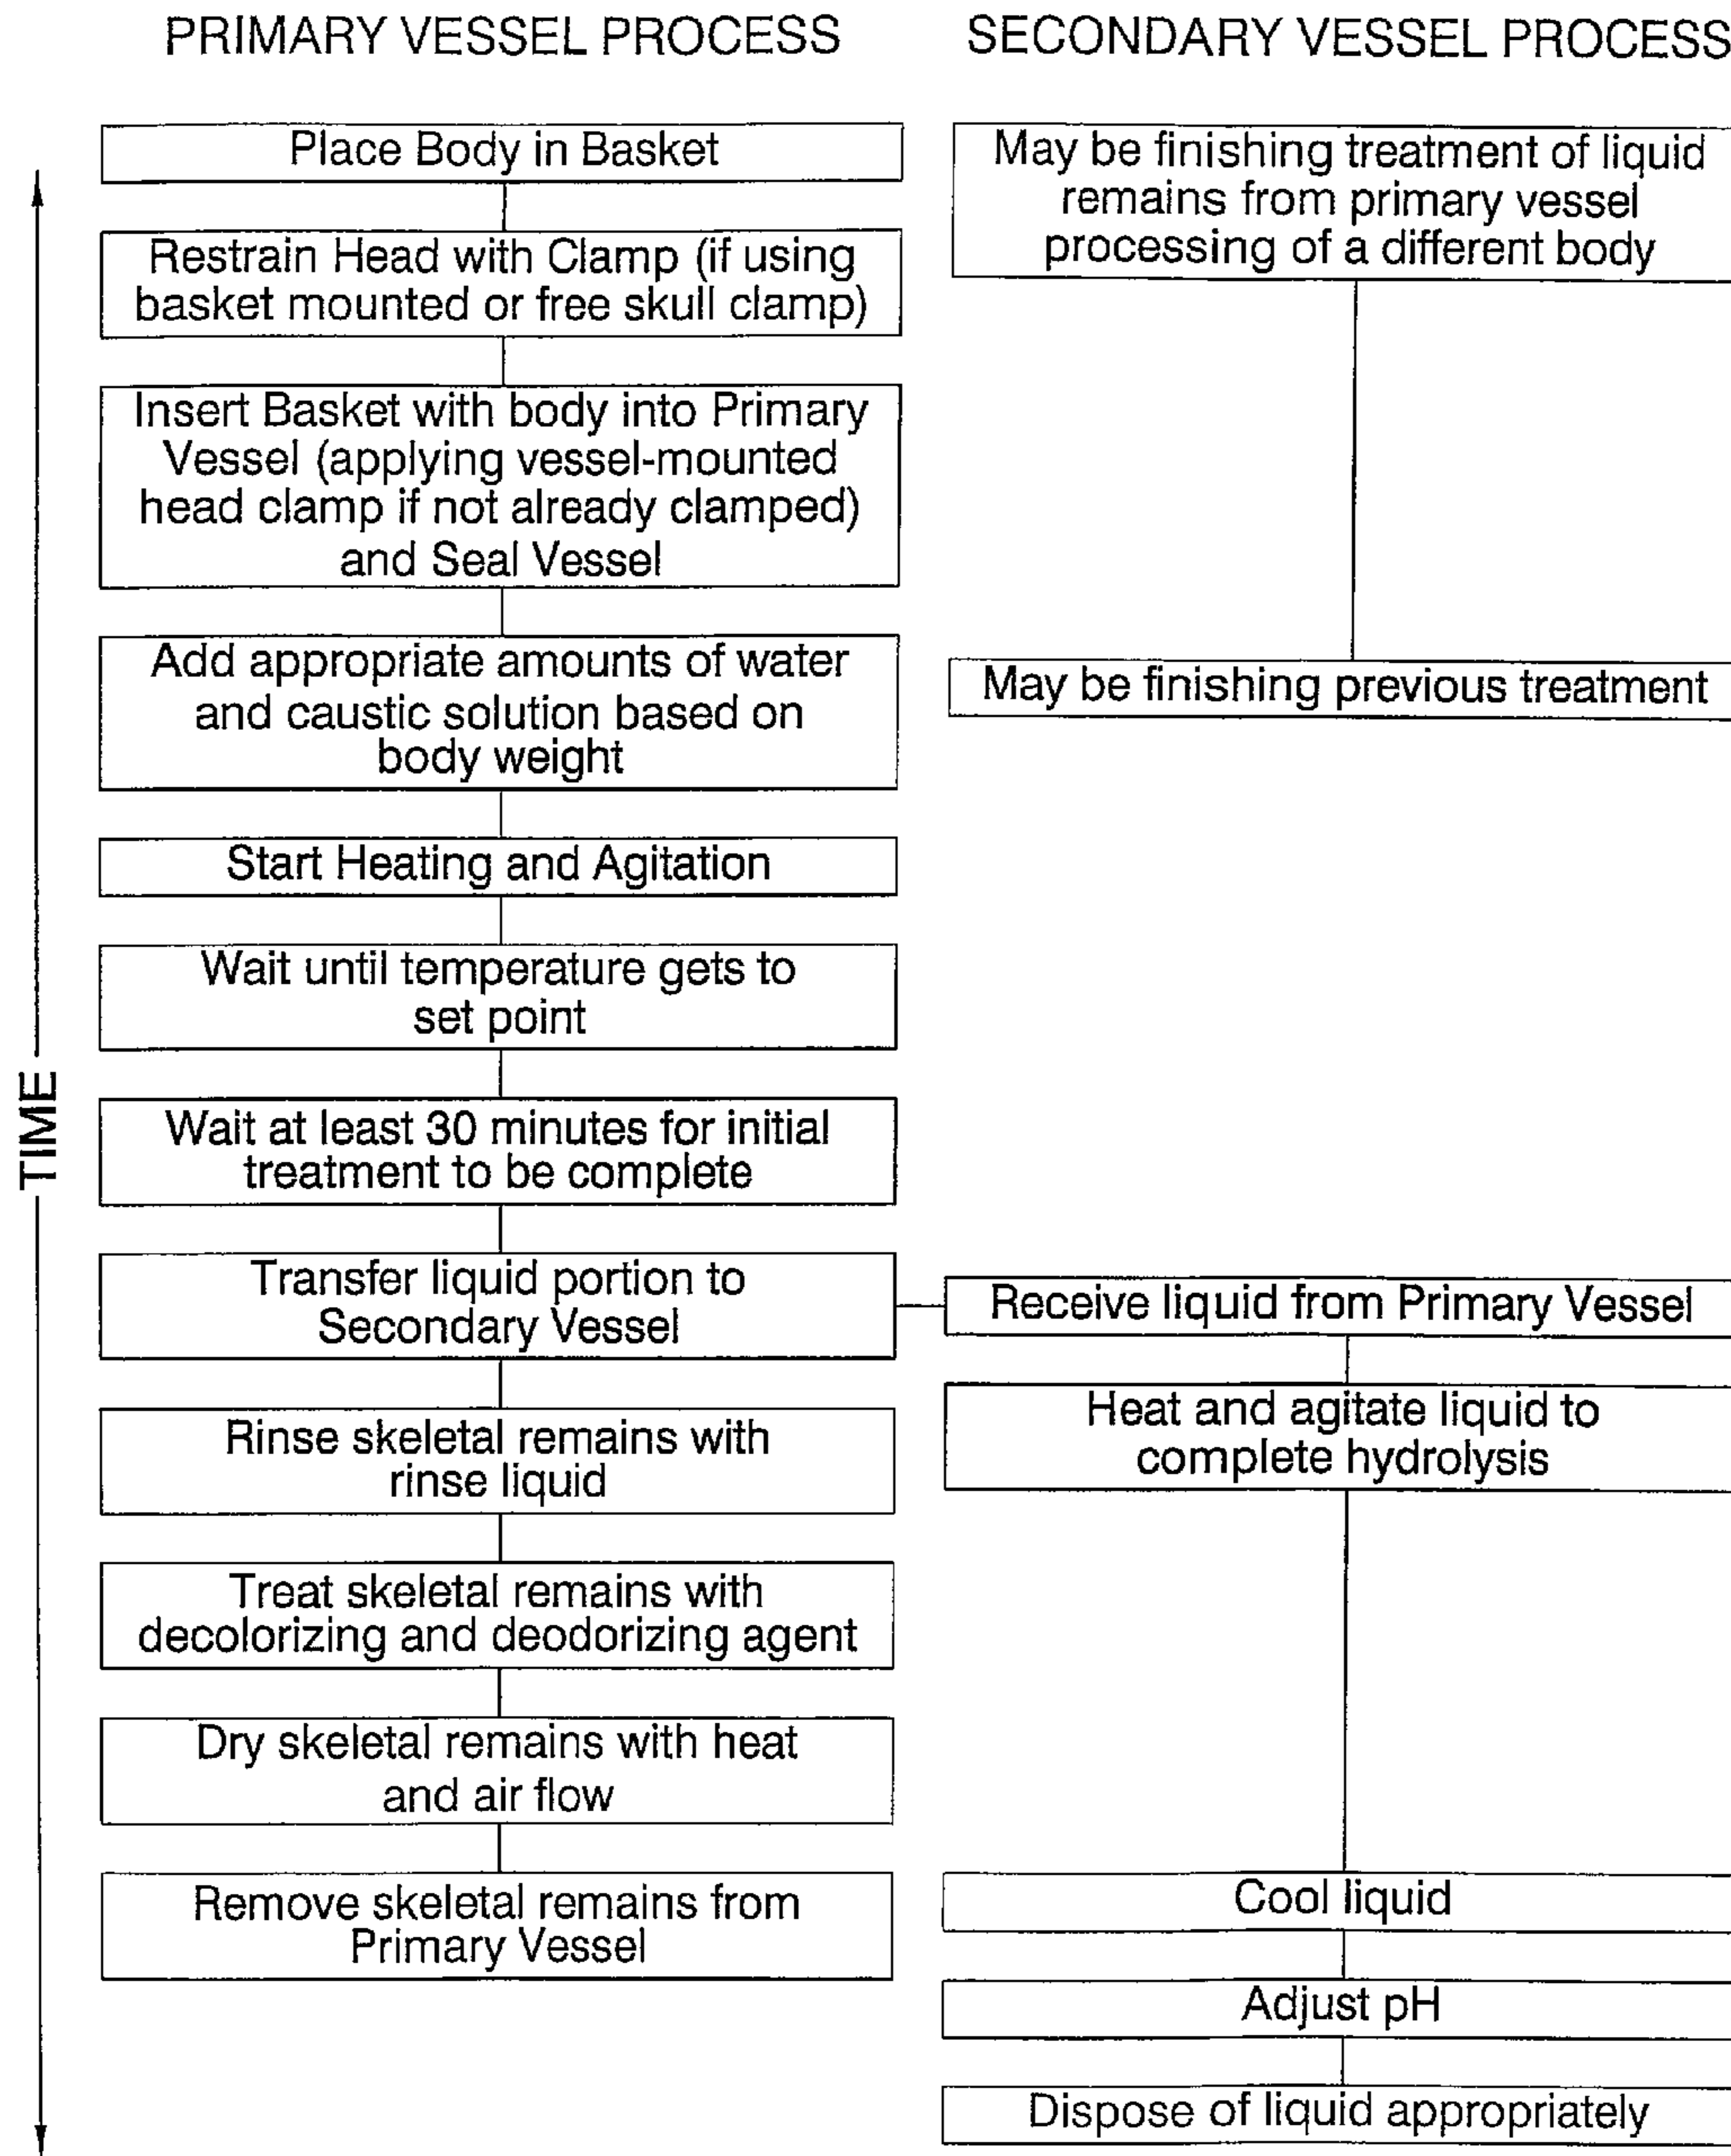 PRIMARY VESSEL PROCESS
SECONDARY VESSEL PROCESS
TIME
Place Body in Basket
Restrain Head with Clamp (if using
basket mounted or free skull clamp)
Insert Basket with body into Primary
Vessel (applying vessel-mounted
head clamp if not already clamped)
and Seal Vessel
Add appropriate amounts of water
and caustic solution based on
body weight
Start Heating and Agitation
Wait until temperature gets to
set point
Wait at least 30 minutes for initial
treatment to be complete
Transfer liquid portion to
Secondary Vessel
Rinse skeletal remains with
rinse liquid
Treat skeletal remains with
decolorizing and deodorizing agent
Dry skeletal remains with heat
and air flow
Remove skeletal remains from
Primary Vessel
May be finishing treatment of liquid
remains from primary vessel
processing of a different body
May be finishing previous treatment
Receive liquid from Primary Vessel
Heat and agitate liquid to
complete hydrolysis
Cool liquid
Adjust pH
Dispose of liquid appropriately